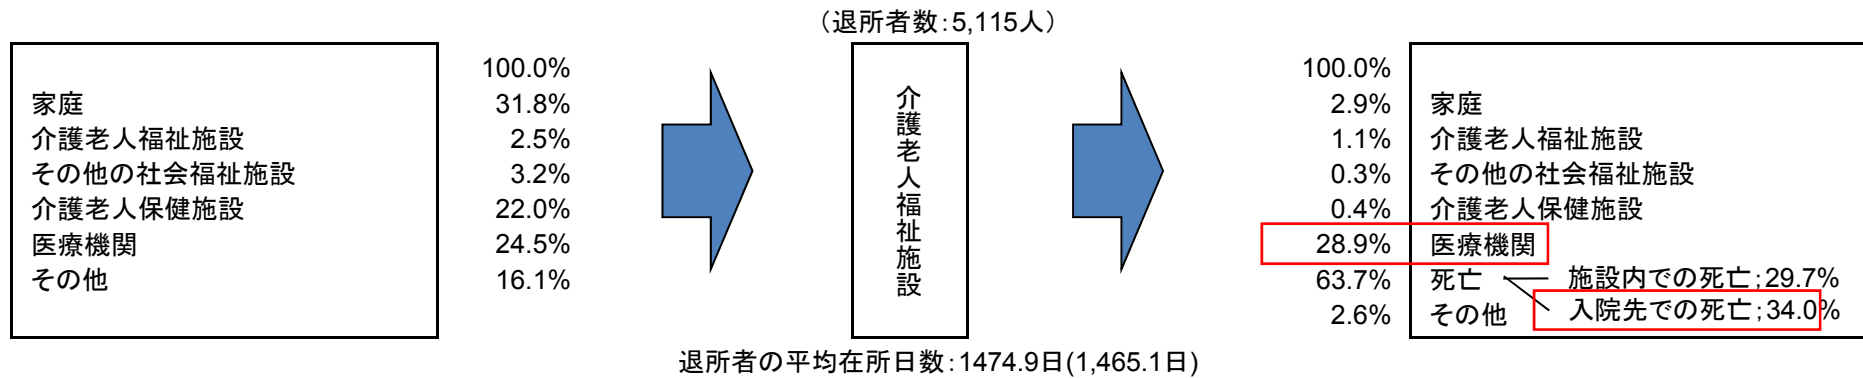 （退所者数：5,115人）
100.0%
家庭 31.8%
介護老人福祉施設 2.5%
その他の社会福祉施設 3.2%
介護老人保健施設 22.0%
医療機関 24.5%
その他 16.1%
介護老人福祉施設
100.0%
2.9% 家庭
1.1% 介護老人福祉施設
0.3% その他の社会福祉施設
0.4% 介護老人保健施設
28.9% 医療機関
63.7% 死亡 施設内での死亡；29.7%
入院先での死亡；34.0%
2.6% その他
退所者の平均在所日数：1474.9日(1,465.1日)